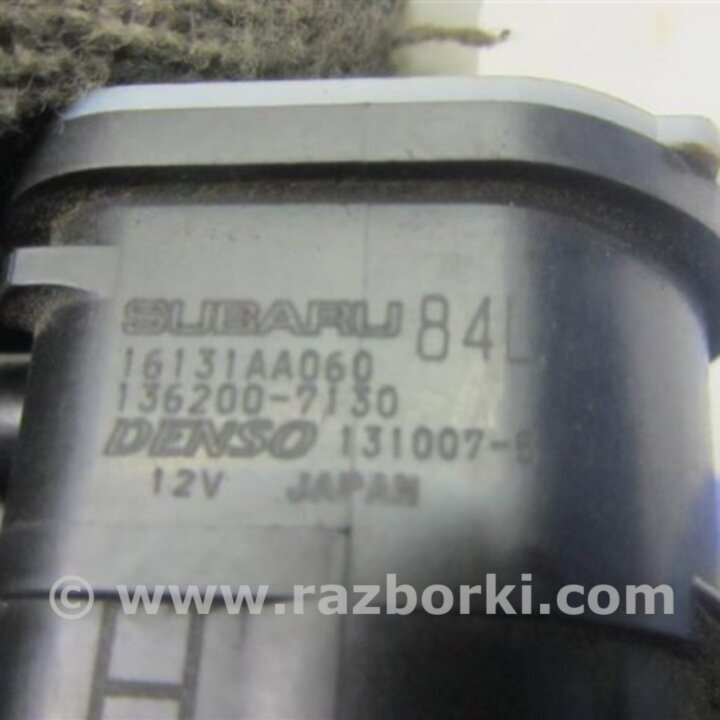 SUBARU 84L
16131AA060
136200-7130
DENSO 131007-
12V JAPAN
© www.razborki.com